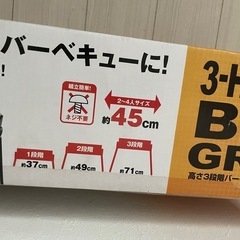 バーベキューに!
!
組立簡単!
ネジ不要
2~4人サイズ
約45cm
1段階
約37cm
2段階
約49cm
3段階
約71cm
3-H
B
GR
高さ3段階バー